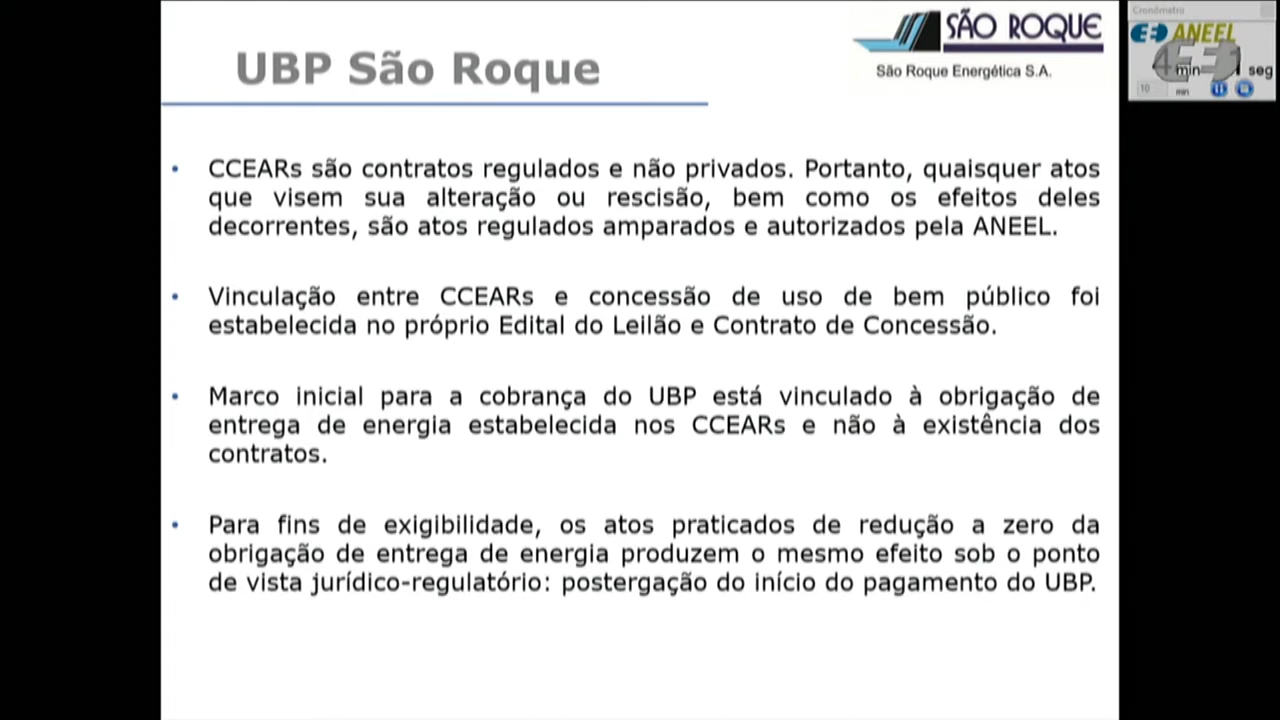 UBP São Roque
SÃO ROQUE
São Roque Energética S.A.
Cronômetro
ANEEL
min seg
10 min
• CCEARs são contratos regulados e não privados. Portanto, quaisquer atos
que visem sua alteração ou rescisão, bem como os efeitos deles
decorrentes, são atos regulados amparados e autorizados pela ANEEL.
• Vinculação entre CCEARs e concessão de uso de bem público foi
estabelecida no próprio Edital do Leilão e Contrato de Concessão.
• Marco inicial para a cobrança do UBP está vinculado à obrigação de
entrega de energia estabelecida nos CCEARs e não à existência dos
contratos.
• Para fins de exigibilidade, os atos praticados de redução a zero da
obrigação de entrega de energia produzem o mesmo efeito sob o ponto
de vista jurídico-regulatório: postergação do início do pagamento do UBP.